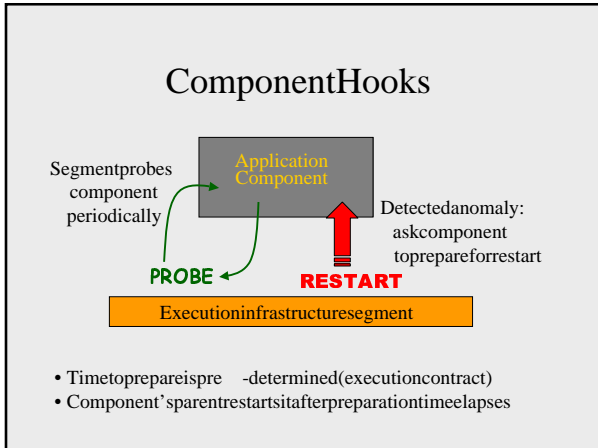 ComponentHooks
Application
Component
Segmentprobes
component
periodically
Detectedanomaly:
askcomponent
toprepareforrestart
PROBE
RESTART
Executioninfrastructuresegment
• Timetoprepareispre -determined(executioncontract)
• Component’sparentrestartsitafterpreparationtimeelapses